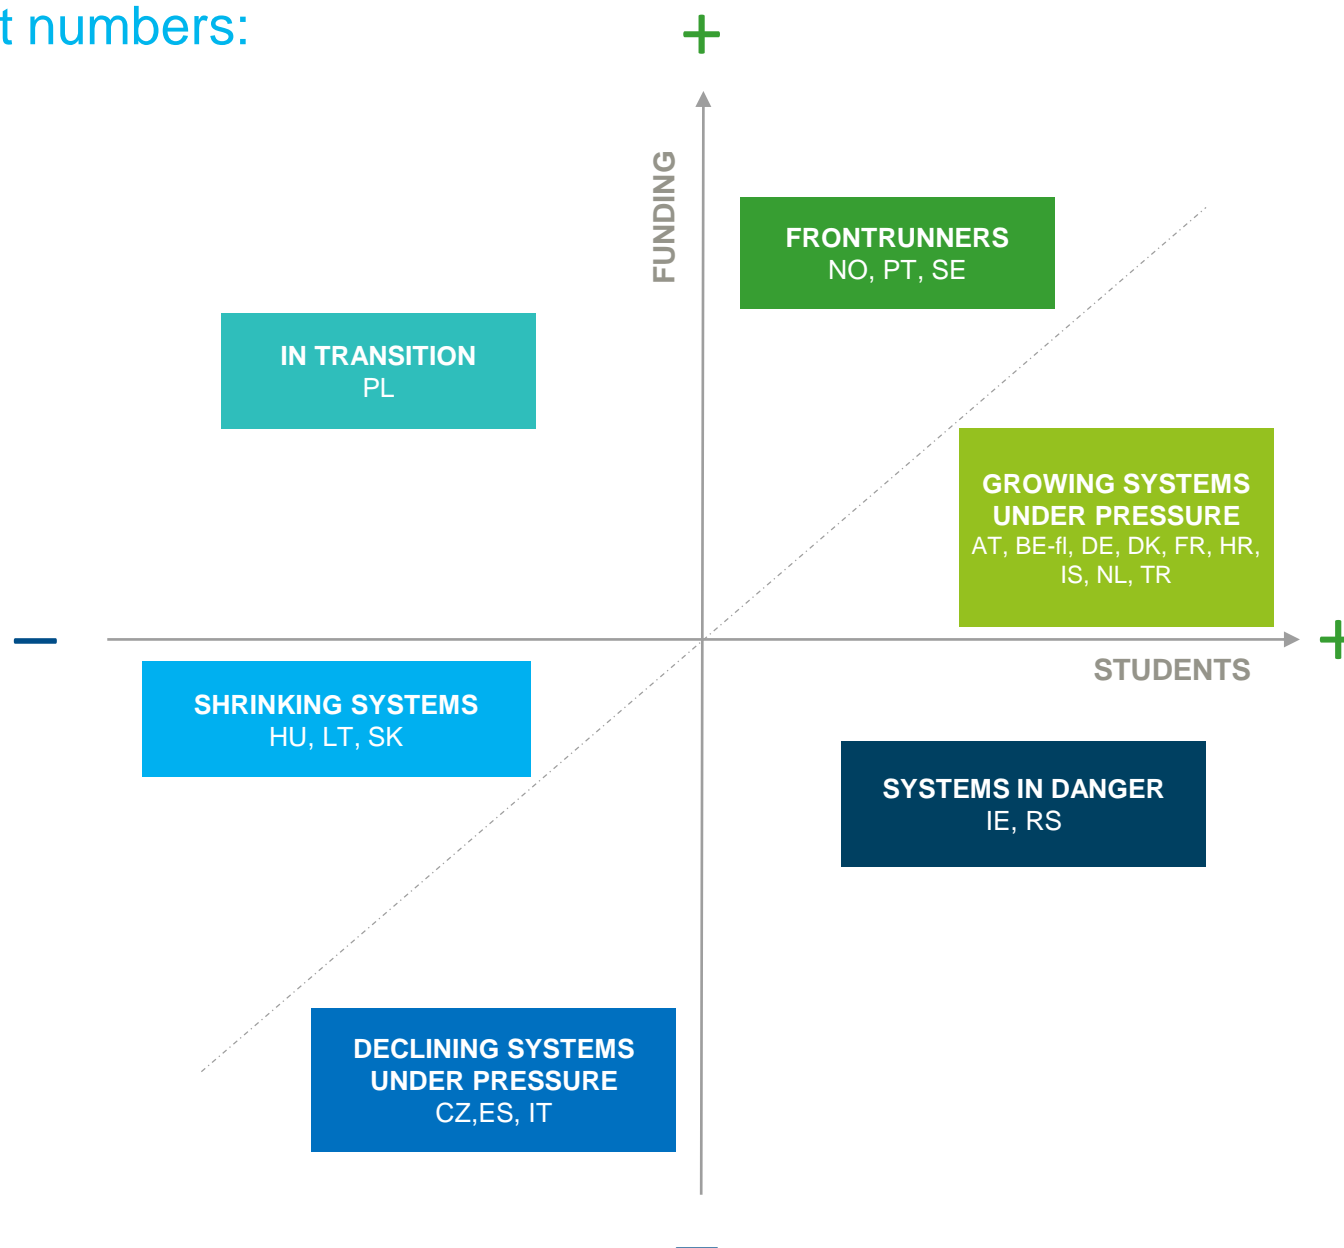 t numbers:
+
FUNDING
FRONTRUNNERS
NO, PT, SE
IN TRANSITION
PL
GROWING SYSTEMS
UNDER PRESSURE
AT, BE-fl, DE, DK, FR, HR,
IS, NL, TR
–
+
STUDENTS
SHRINKING SYSTEMS
HU, LT, SK
SYSTEMS IN DANGER
IE, RS
DECLINING SYSTEMS
UNDER PRESSURE
CZ,ES, IT
–